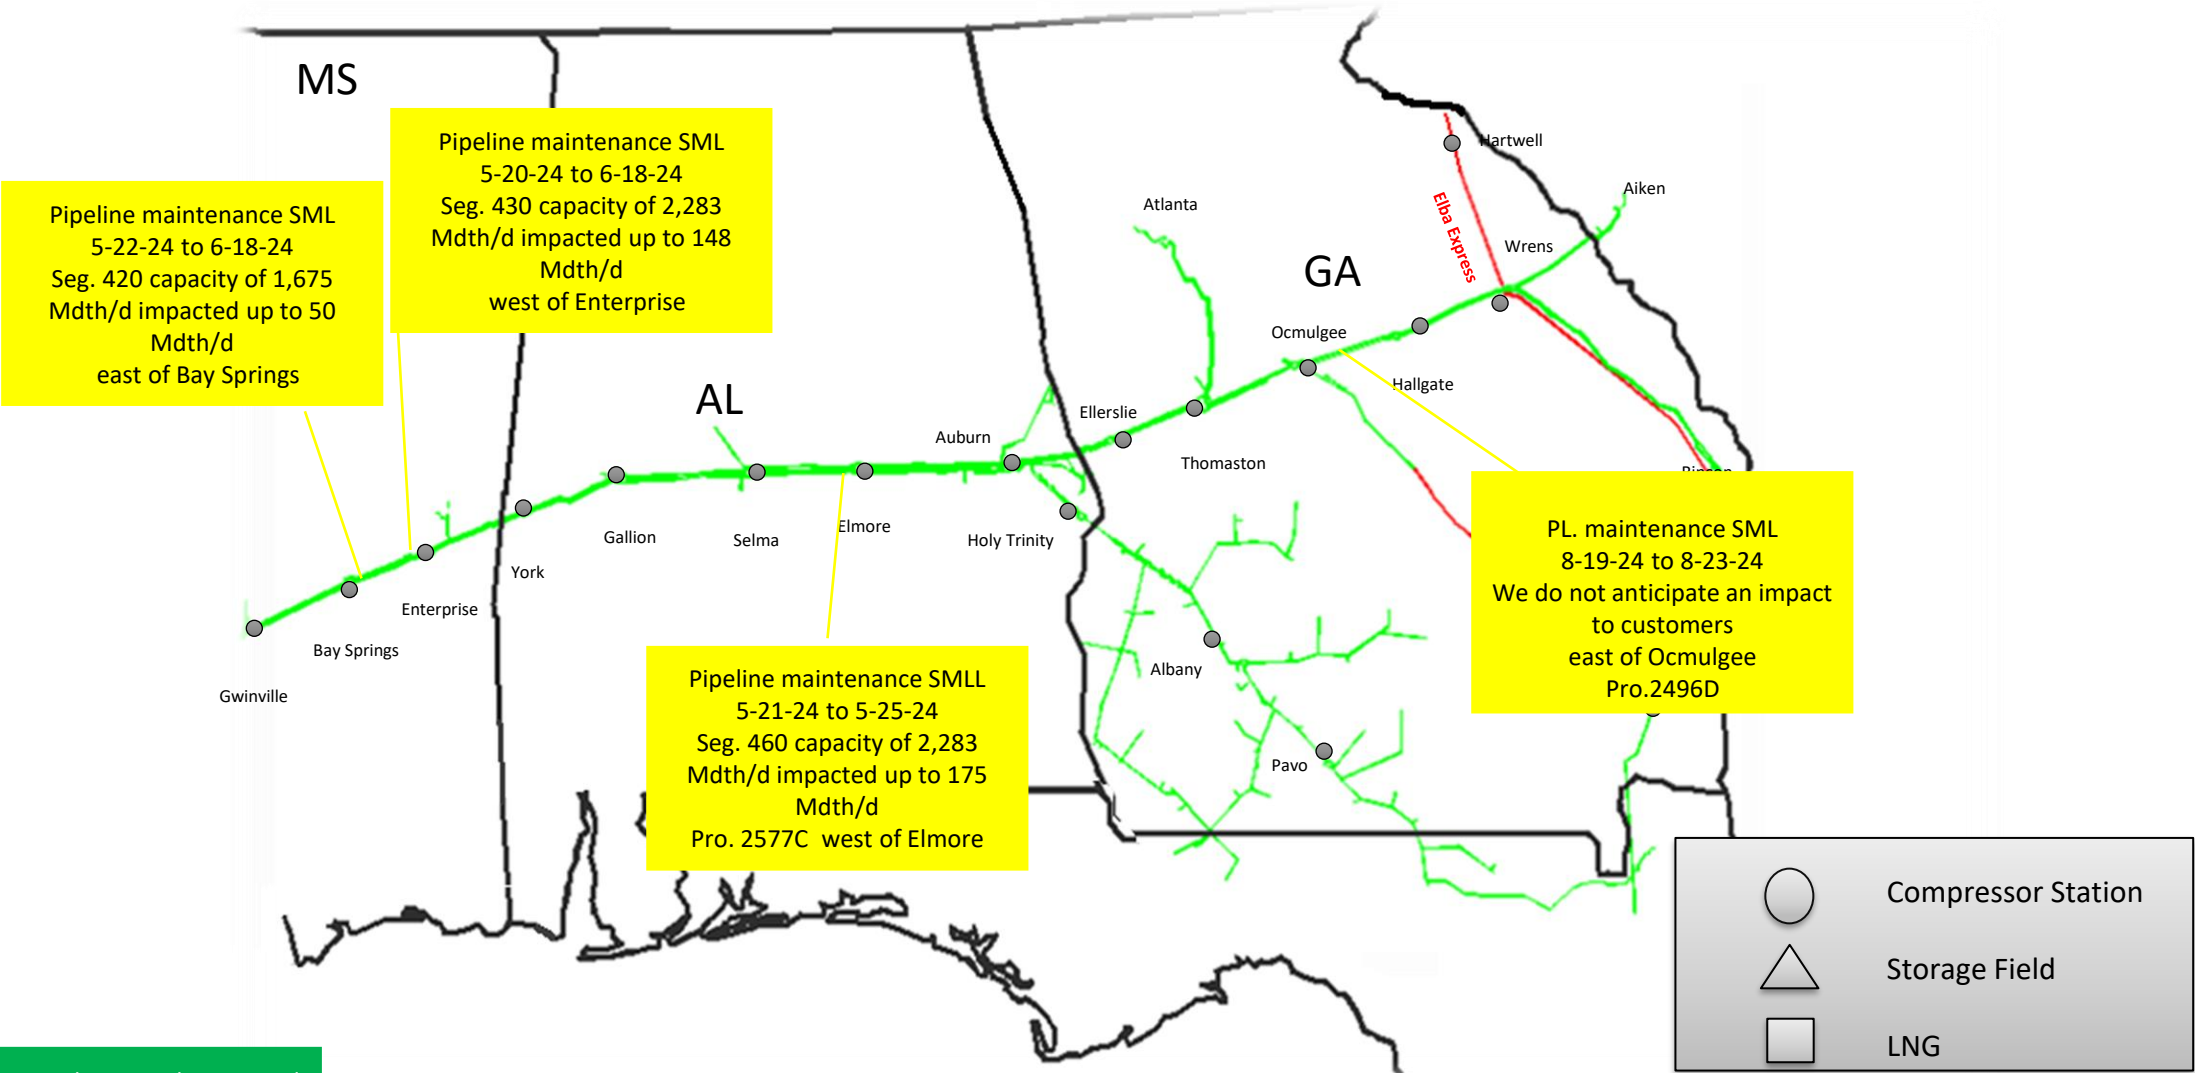 MS
Pipeline maintenance SML
5-20-24 to 6-18-24
Seg. 430 capacity of 2,283
Mdth/d impacted up to 148
Mdth/d
west of Enterprise
Pipeline maintenance SML
5-22-24 to 6-18-24
Seg. 420 capacity of 1,675
Mdth/d impacted up to 50
Mdth/d
east of Bay Springs
Hartwell
Aiken
Atlanta
Elba Express
Wrens
GA
Ocmulgee
Hallgate
AL
Ellerslie
Auburn
Thomaston
Elmore
Gallion
Selma
Holy Trinity
York
Enterprise
Bay Springs
Gwinville
Albany
Pavo
PL. maintenance SML
8-19-24 to 8-23-24
We do not anticipate an impact
to customers
east of Ocmulgee
Pro.2496D
Pipeline maintenance SMLL
5-21-24 to 5-25-24
Seg. 460 capacity of 2,283
Mdth/d impacted up to 175
Mdth/d
Pro. 2577C  west of Elmore
Compressor Station
Storage Field
LNG